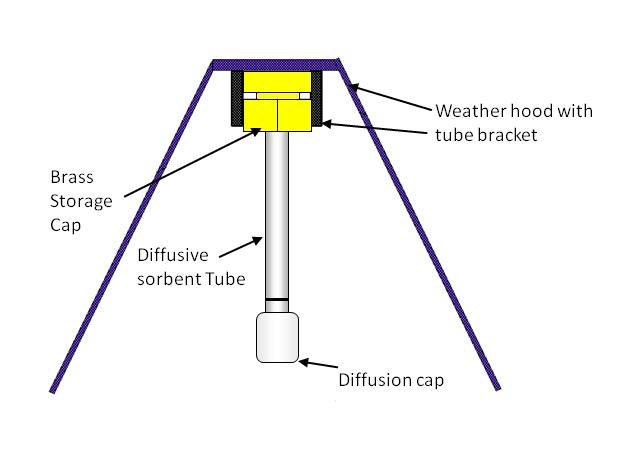 Weather hood with
tube bracket
Brass
Storage
Cap
Diffusive
sorbent Tube
Diffusion cap